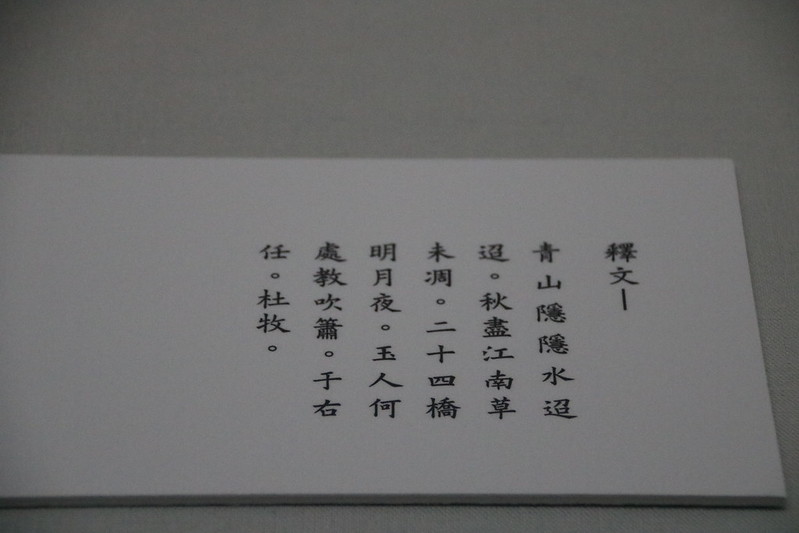 釋文—
青山隱隱水迢
迢。秋盡江南草
未凋。二十四橋
明月夜。玉人何
處教吹簫。于右
任。杜牧。